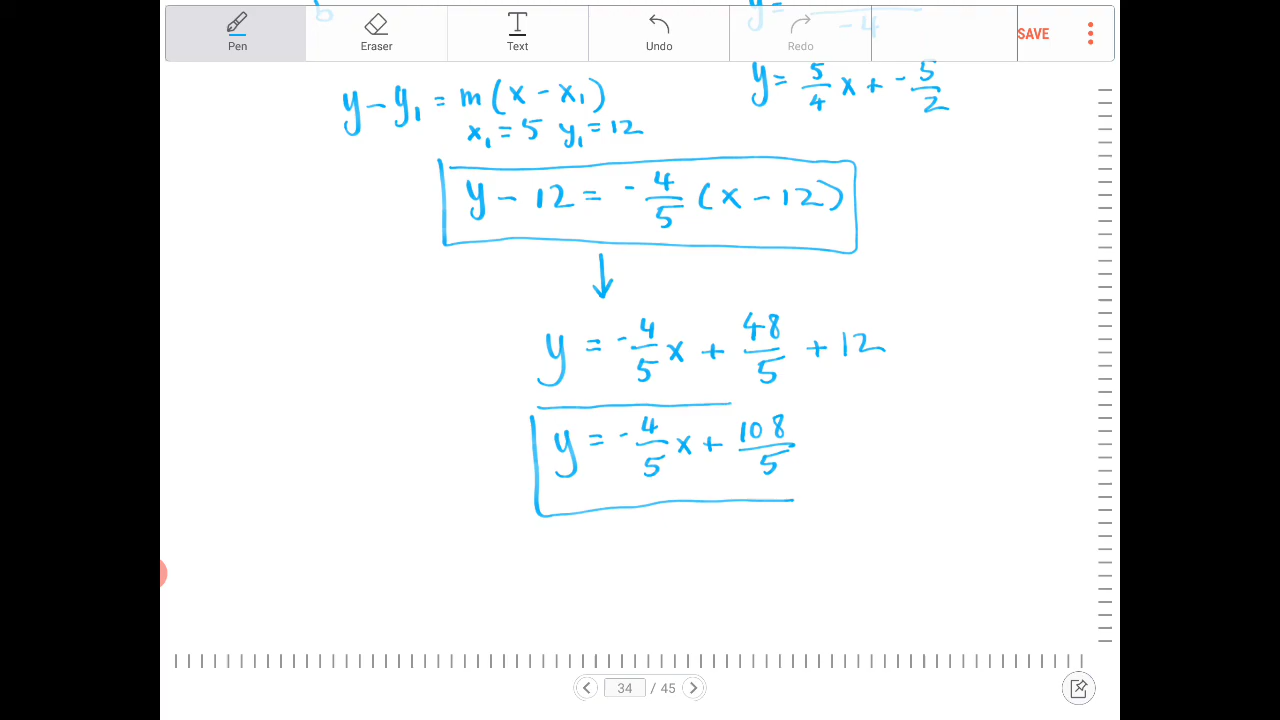 Pen Eraser Text Undo Redo SAVE
y =
-4
b
y - y₁ = m(x - x₁)
y = 5/4 x + - 5/2
x₁ = 5 y₁ = 12
y - 12 = - 4/5 (x - 12)
y = - 4/5 x + 48/5 + 12
y = - 4/5 x + 108/5
34 / 45